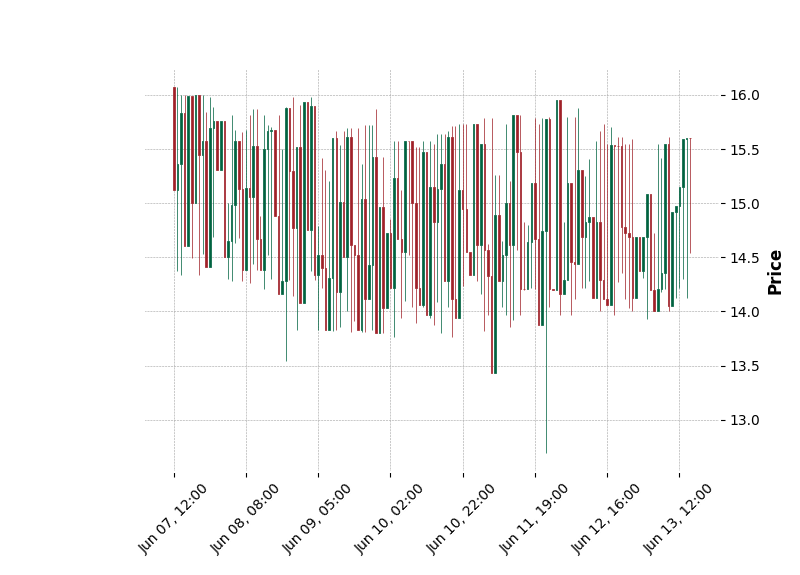 16.0
15.5
15.0
14.5
14.0
13.5
13.0
Price
Jun 07, 12:00
Jun 08, 08:00
Jun 09, 05:00
Jun 10, 02:00
Jun 10, 22:00
Jun 11, 19:00
Jun 12, 16:00
Jun 13, 12:00